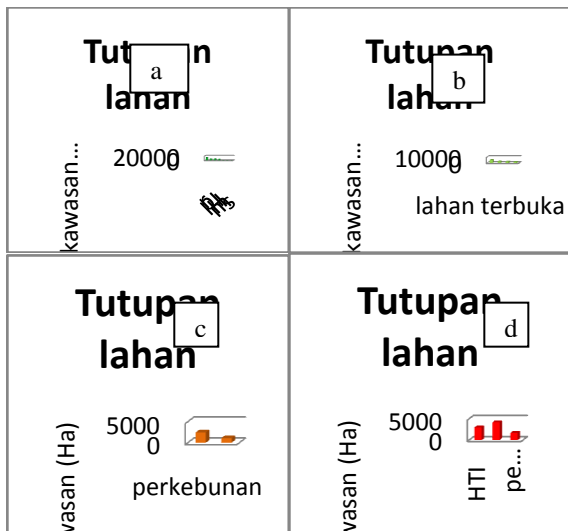 Tutupan
lahan
a
kawasan...
20000
0
Tutupan
lahan
b
kawasan...
10000
0
lahan terbuka
Tutupan
lahan
c
wasan (Ha)
5000
0
perkebunan
Tutupan
lahan
d
wasan (Ha)
5000
0
HTI
pe...